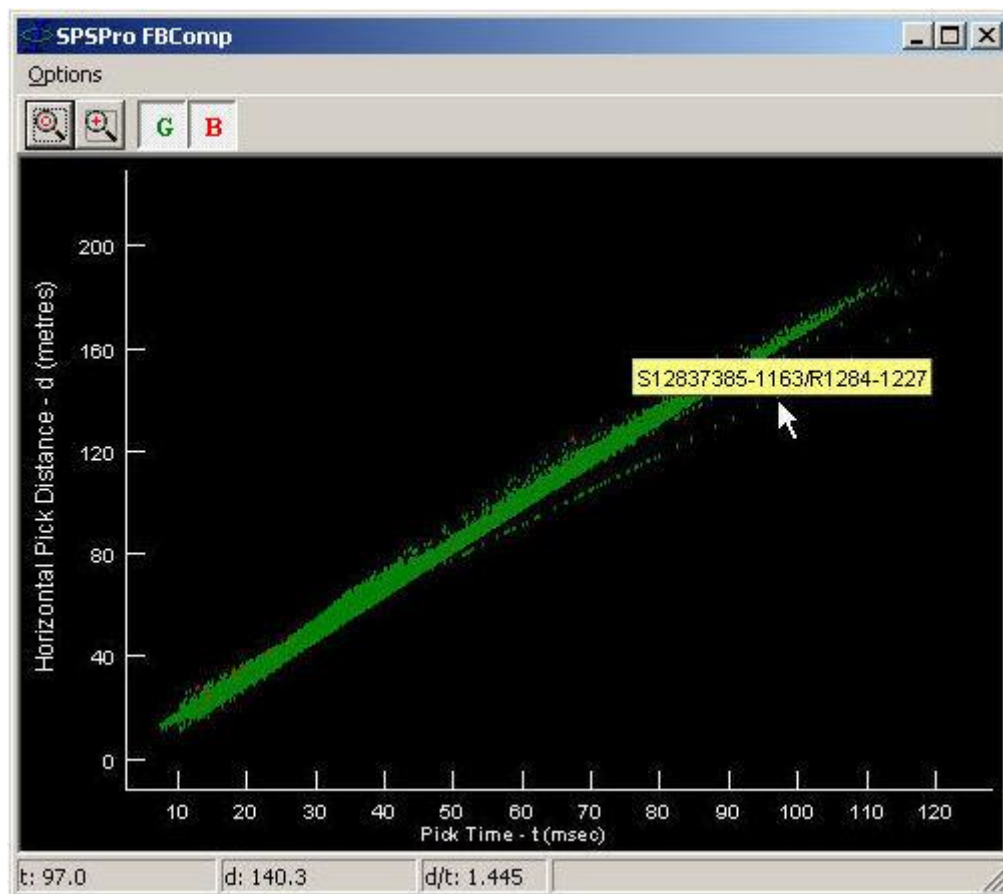 SPSPro FBComp
Options
G B
Horizontal Pick Distance - d (metres)
200
160
120
80
40
0
S12837385-1163/R1284-1227
10 20 30 40 50 60 70 80 90 100 110 120
Pick Time - t (msec)
t: 97.0 d: 140.3 d/t: 1.445